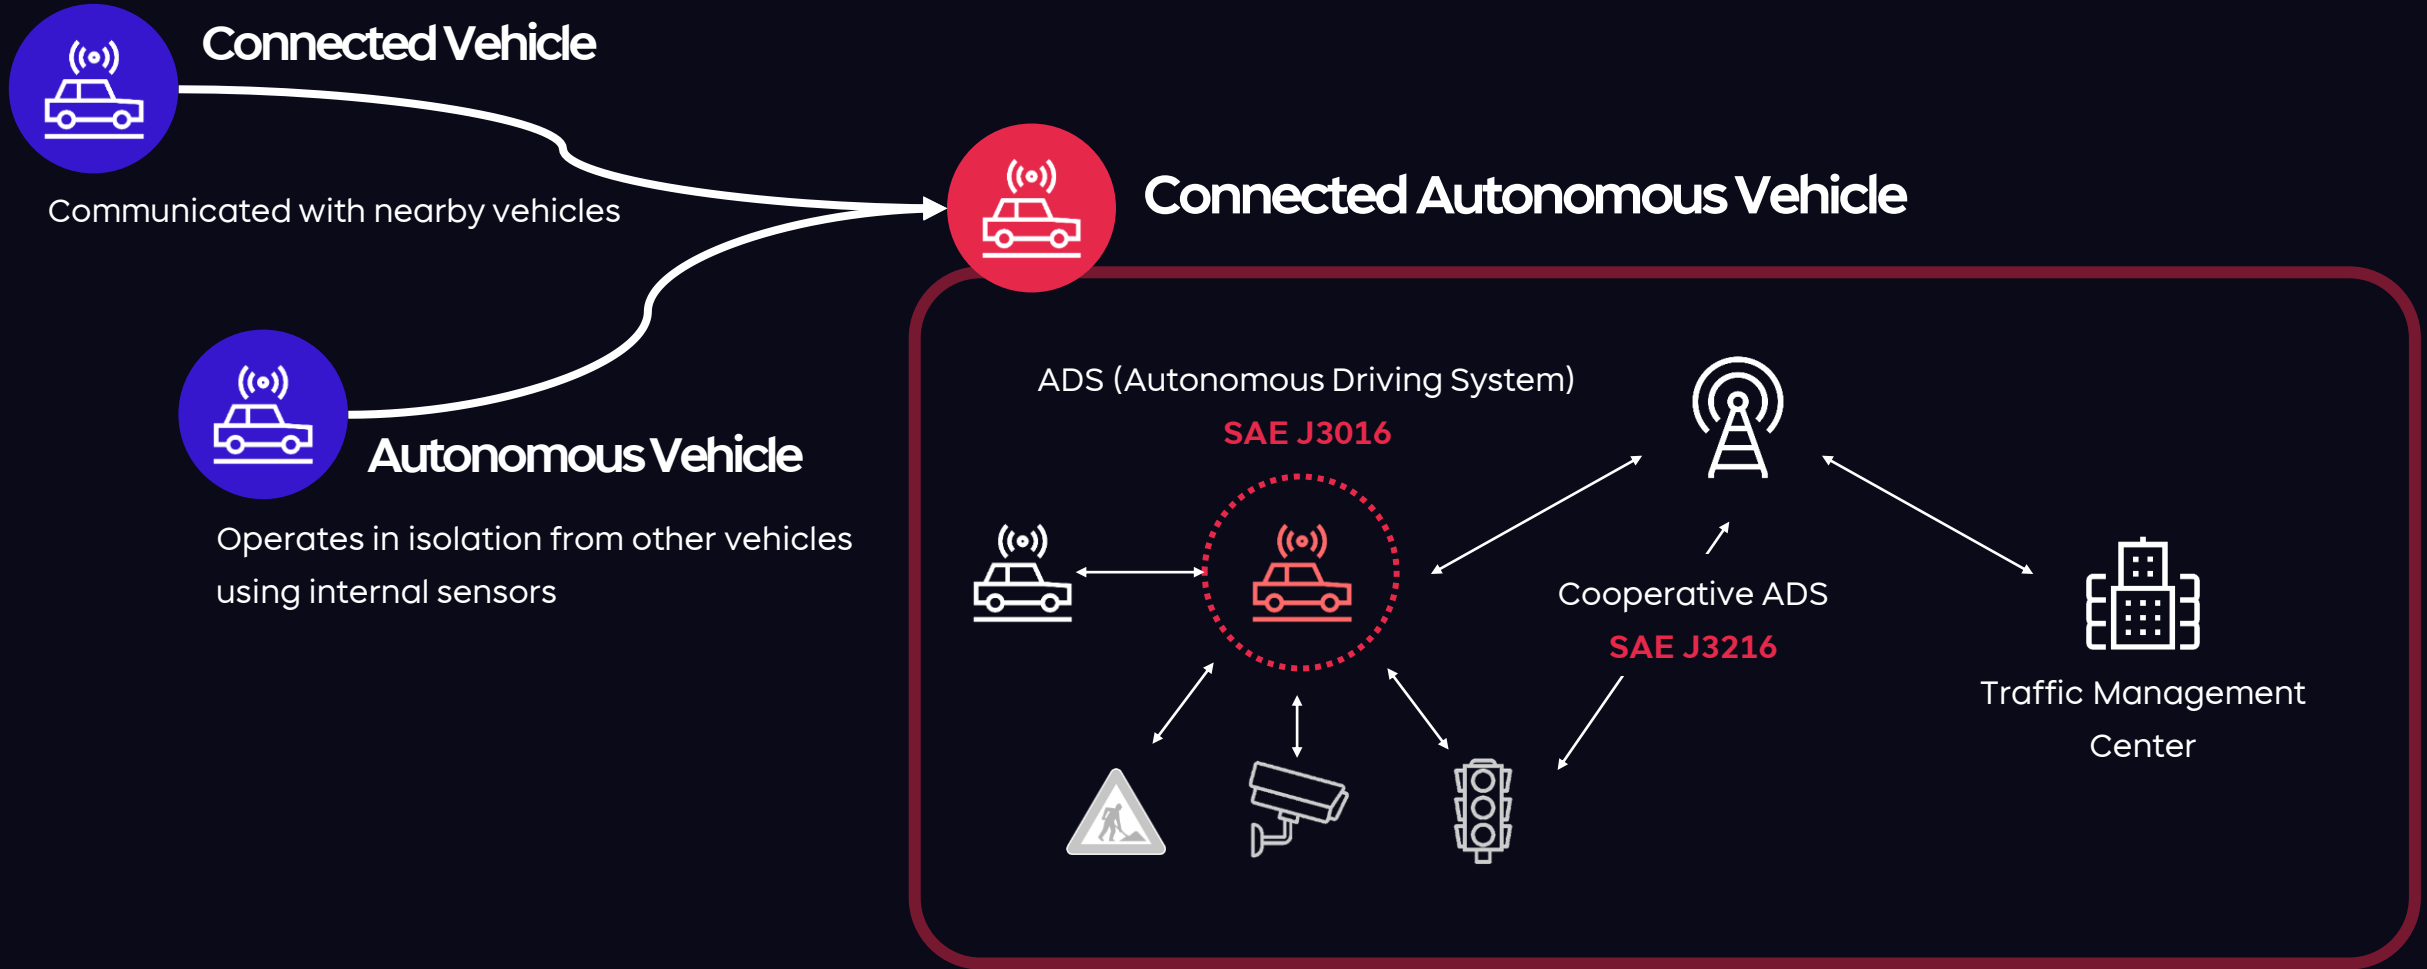 Connected Vehicle
Communicated with nearby vehicles
Autonomous Vehicle
Operates in isolation from other vehicles
using internal sensors
Connected Autonomous Vehicle
ADS (Autonomous Driving System)
SAE J3016
Cooperative ADS
SAE J3216
Traffic Management
Center